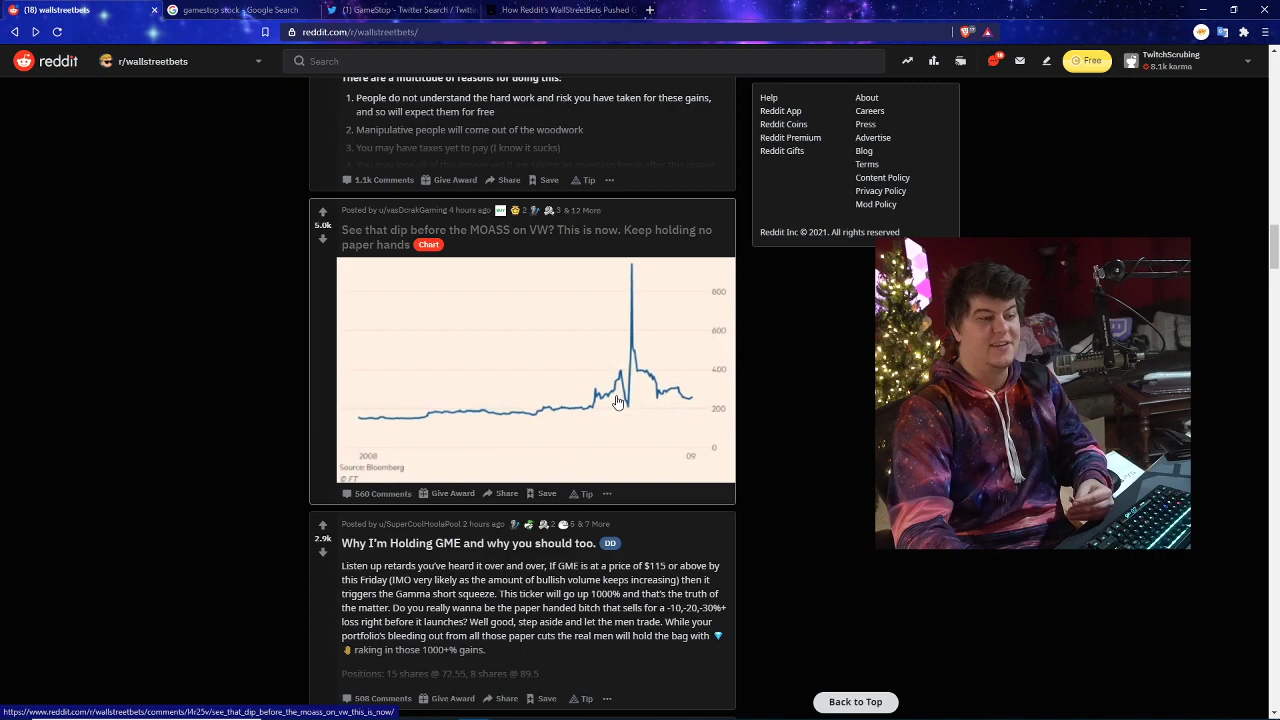 (18) wallstreetbets
gamestop stock - Google Search
(1) GameStop - Twitter Search / Twitte
How Reddit's WallStreetBets Pushed G
reddit.com/r/wallstreetbets/
reddit
r/wallstreetbets
Search
Free
TwitchScrubing
8.1k karma
There are a multitude of reasons for doing this:
1. People do not understand the hard work and risk you have taken for these gains,
and so will expect them for free
2. Manipulative people will come out of the woodwork
3. You may have taxes yet to pay (I know it sucks)
1.1k Comments Give Award Share Save Tip
Posted by u/vasDcrakGaming 4 hours ago 2 3 & 12 More
5.0k
See that dip before the MOASS on VW? This is now. Keep holding no
paper hands Chart
800
600
400
200
0
2008
09
Source: Bloomberg
© FT
560 Comments Give Award Share Save Tip
Posted by u/SuperCoolHoolaPool 2 hours ago 2 5 & 7 More
2.9k
Why I'm Holding GME and why you should too. DD
Listen up retards you've heard it over and over, If GME is at a price of $115 or above by
this Friday (IMO very likely as the amount of bullish volume keeps increasing) then it
triggers the Gamma short squeeze. This ticker will go up 1000% and that's the truth of
the matter. Do you really wanna be the paper handed bitch that sells for a -10,-20,-30%+
loss right before it launches? Well good, step aside and let the men trade. While your
portfolio's bleeding out from all those paper cuts the real men will hold the bag with 💎
🤚 raking in those 1000+% gains.
Positions: 15 shares @ 72.55, 8 shares @ 89.5
508 Comments Give Award Share Save Tip
Help About
Reddit App Careers
Reddit Coins Press
Reddit Premium Advertise
Reddit Gifts Blog
Terms
Content Policy
Privacy Policy
Mod Policy
Reddit Inc © 2021. All rights reserved
Back to Top
https://www.reddit.com/r/wallstreetbets/comments/l4r25v/see_that_dip_before_the_moass_on_vw_this_is_now/